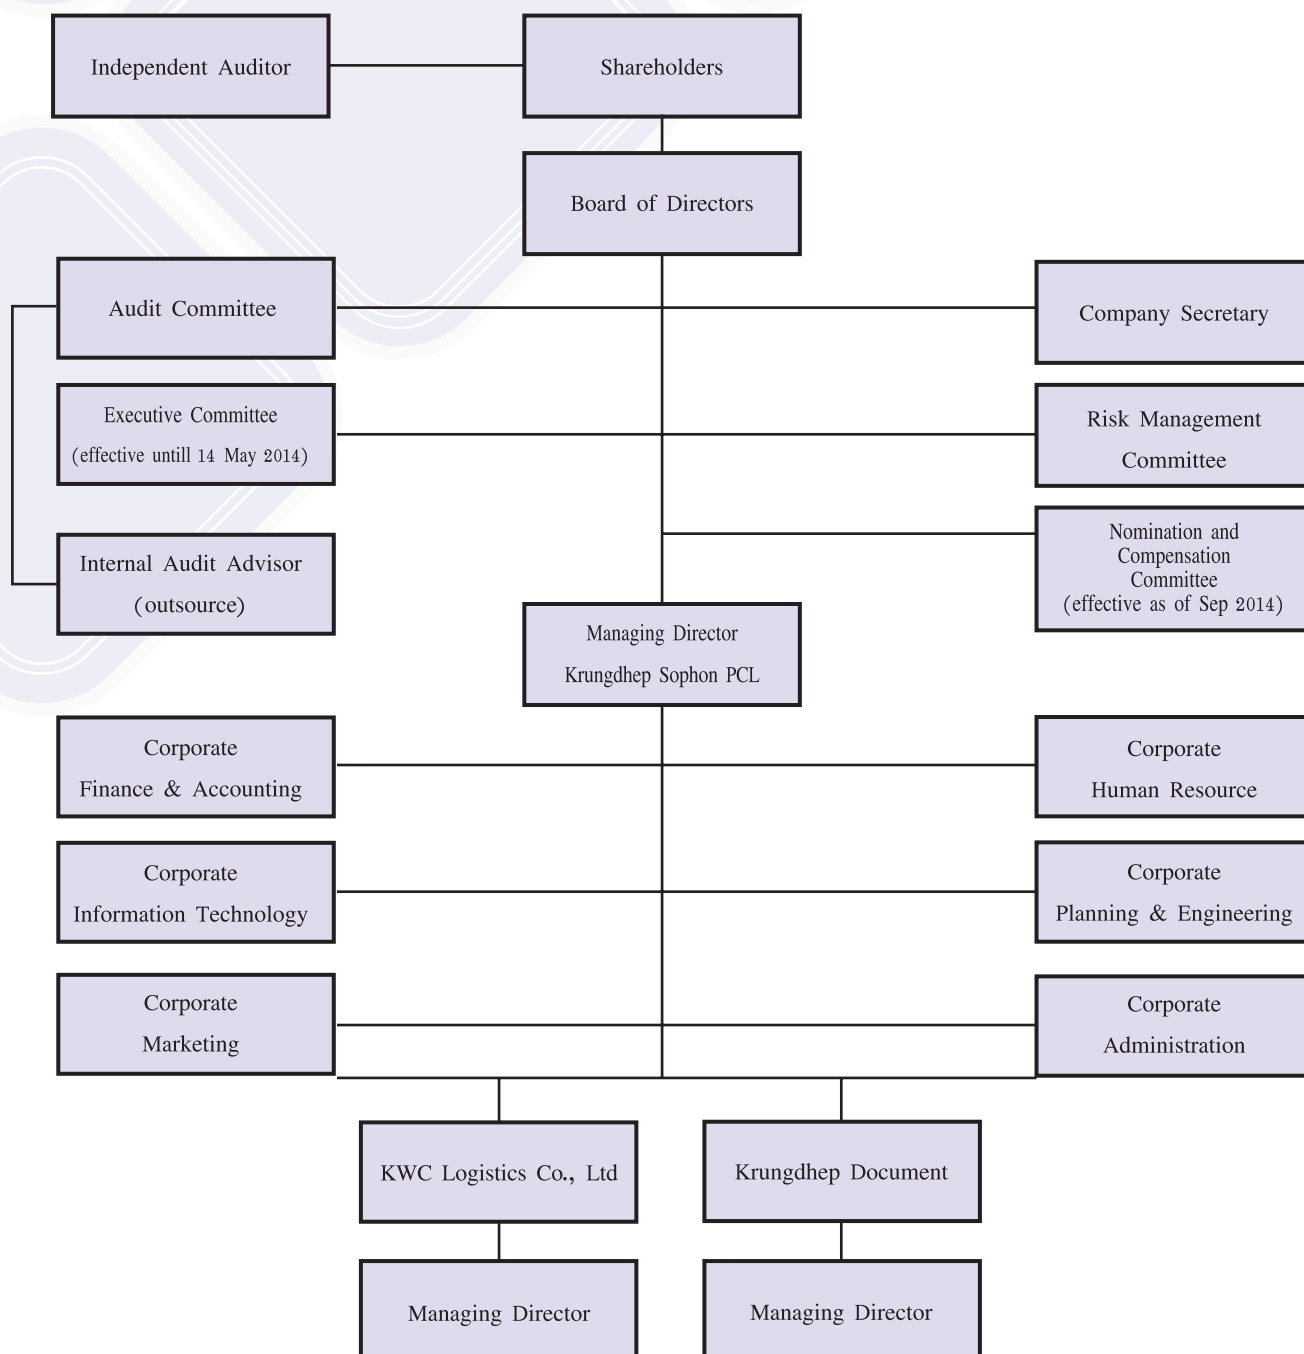 Independent Auditor
Shareholders
Board of Directors
Audit Committee
Company Secretary
Executive Committee
(effective untill 14 May 2014)
Risk Management
Committee
Nomination and
Compensation
Committee
(effective as of Sep 2014)
Internal Audit Advisor
(outsource)
Managing Director
Krungdhep Sophon PCL
Corporate
Finance & Accounting
Corporate
Human Resource
Corporate
Information Technology
Corporate
Planning & Engineering
Corporate
Marketing
Corporate
Administration
KWC Logistics Co., Ltd
Krungdhep Document
Managing Director
Managing Director